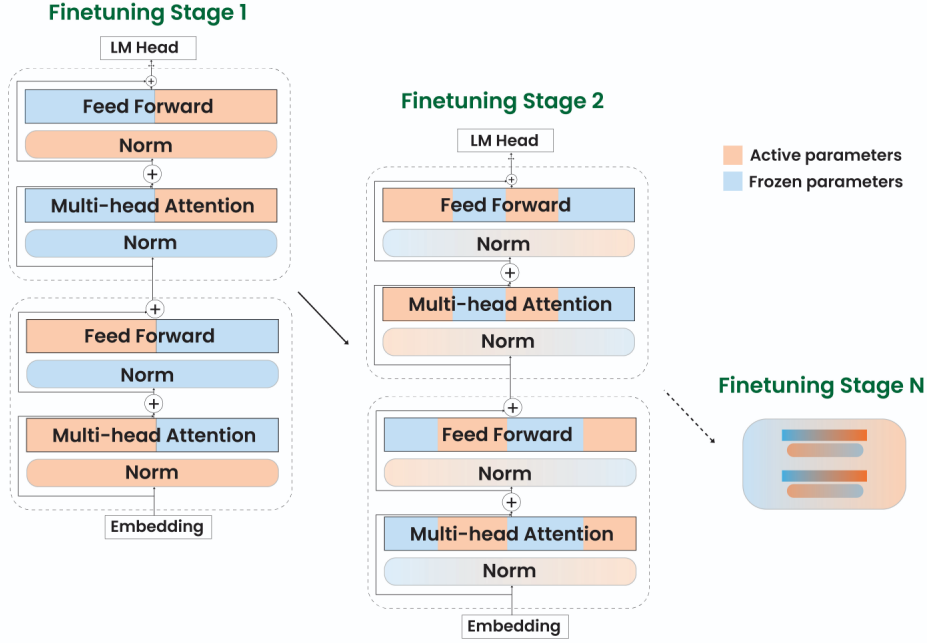 Finetuning Stage 1
LM Head
+
Feed Forward
Norm
+
Multi-head Attention
Norm
+
Feed Forward
Norm
+
Multi-head Attention
Norm
Embedding
Finetuning Stage 2
LM Head
+
Feed Forward
Norm
+
Multi-head Attention
Norm
+
Feed Forward
Norm
+
Multi-head Attention
Norm
Embedding
Active parameters
Frozen parameters
Finetuning Stage N